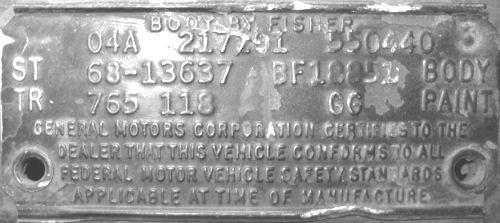 BODY BY FISHER
04A 217791 550440
ST 68-13637 BODY
TR 765 118 GG PAINT
GENERAL MOTORS CORPORATION CERTIFIES TO THE
DEALER THAT THIS VEHICLE CONFORMS TO ALL
FEDERAL MOTOR VEHICLE SAFETY STANDARDS
APPLICABLE AT TIME OF MANUFACTURE